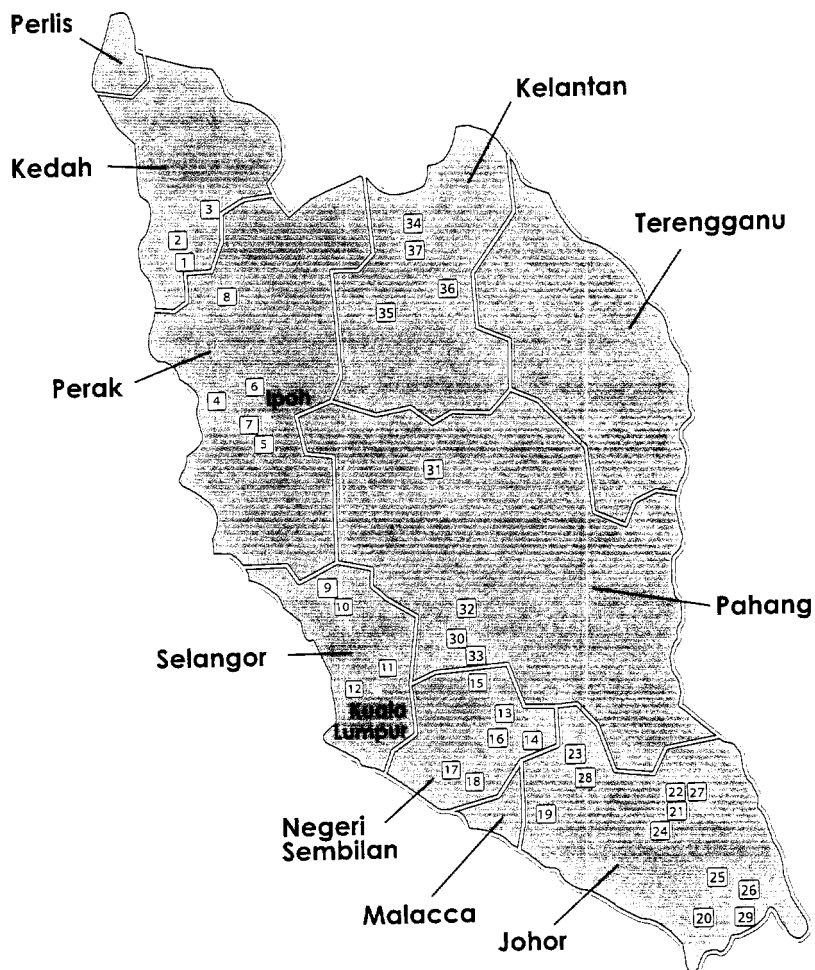 Perlis
Kelantan
Kedah
Terengganu
3
34
2
37
1
36
8
35
Perak
6
4
Ipoh
7
5
31
9
10
32
Pahang
30
Selangor
33
11
15
12
Kuala
Lumpur
13
16
14
23
17
28
18
22
27
21
19
24
Negeri
Sembilan
25
26
Malacca
20
29
Johor